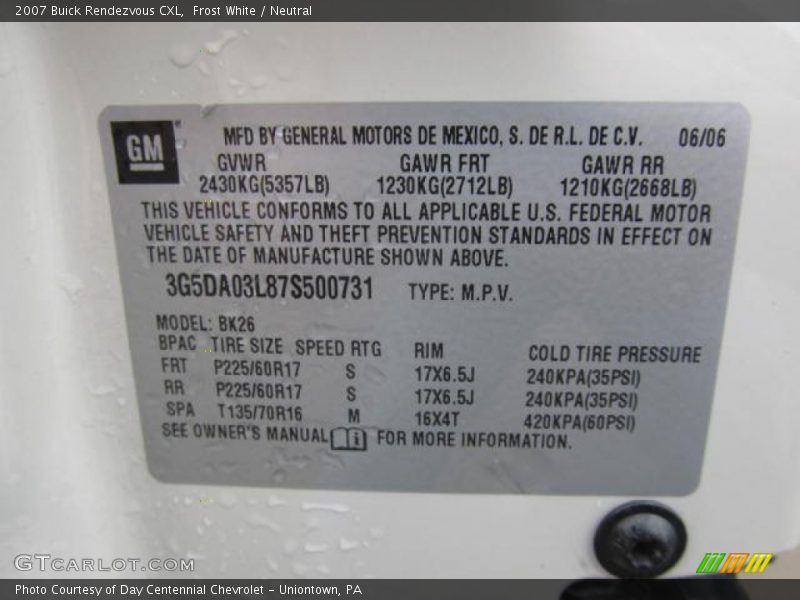 2007 Buick Rendezvous CXL, Frost White / Neutral
GM
MFD BY GENERAL MOTORS DE MEXICO, S. DE R.L. DE C.V. 06/06
GVWR GAWR FRT GAWR RR
2430KG(5357LB) 1230KG(2712LB) 1210KG(2668LB)
THIS VEHICLE CONFORMS TO ALL APPLICABLE U.S. FEDERAL MOTOR
VEHICLE SAFETY AND THEFT PREVENTION STANDARDS IN EFFECT ON
THE DATE OF MANUFACTURE SHOWN ABOVE.
3G5DA03L87S500731 TYPE: M.P.V.
MODEL: BK26
BPAC TIRE SIZE SPEED RTG RIM COLD TIRE PRESSURE
FRT P225/60R17 S 17X6.5J 240KPA(35PSI)
RR P225/60R17 S 17X6.5J 240KPA(35PSI)
SPA T135/70R16 M 16X4T 420KPA(60PSI)
SEE OWNER'S MANUAL i FOR MORE INFORMATION.
GTCARLOT.COM
Photo Courtesy of Day Centennial Chevrolet - Uniontown, PA